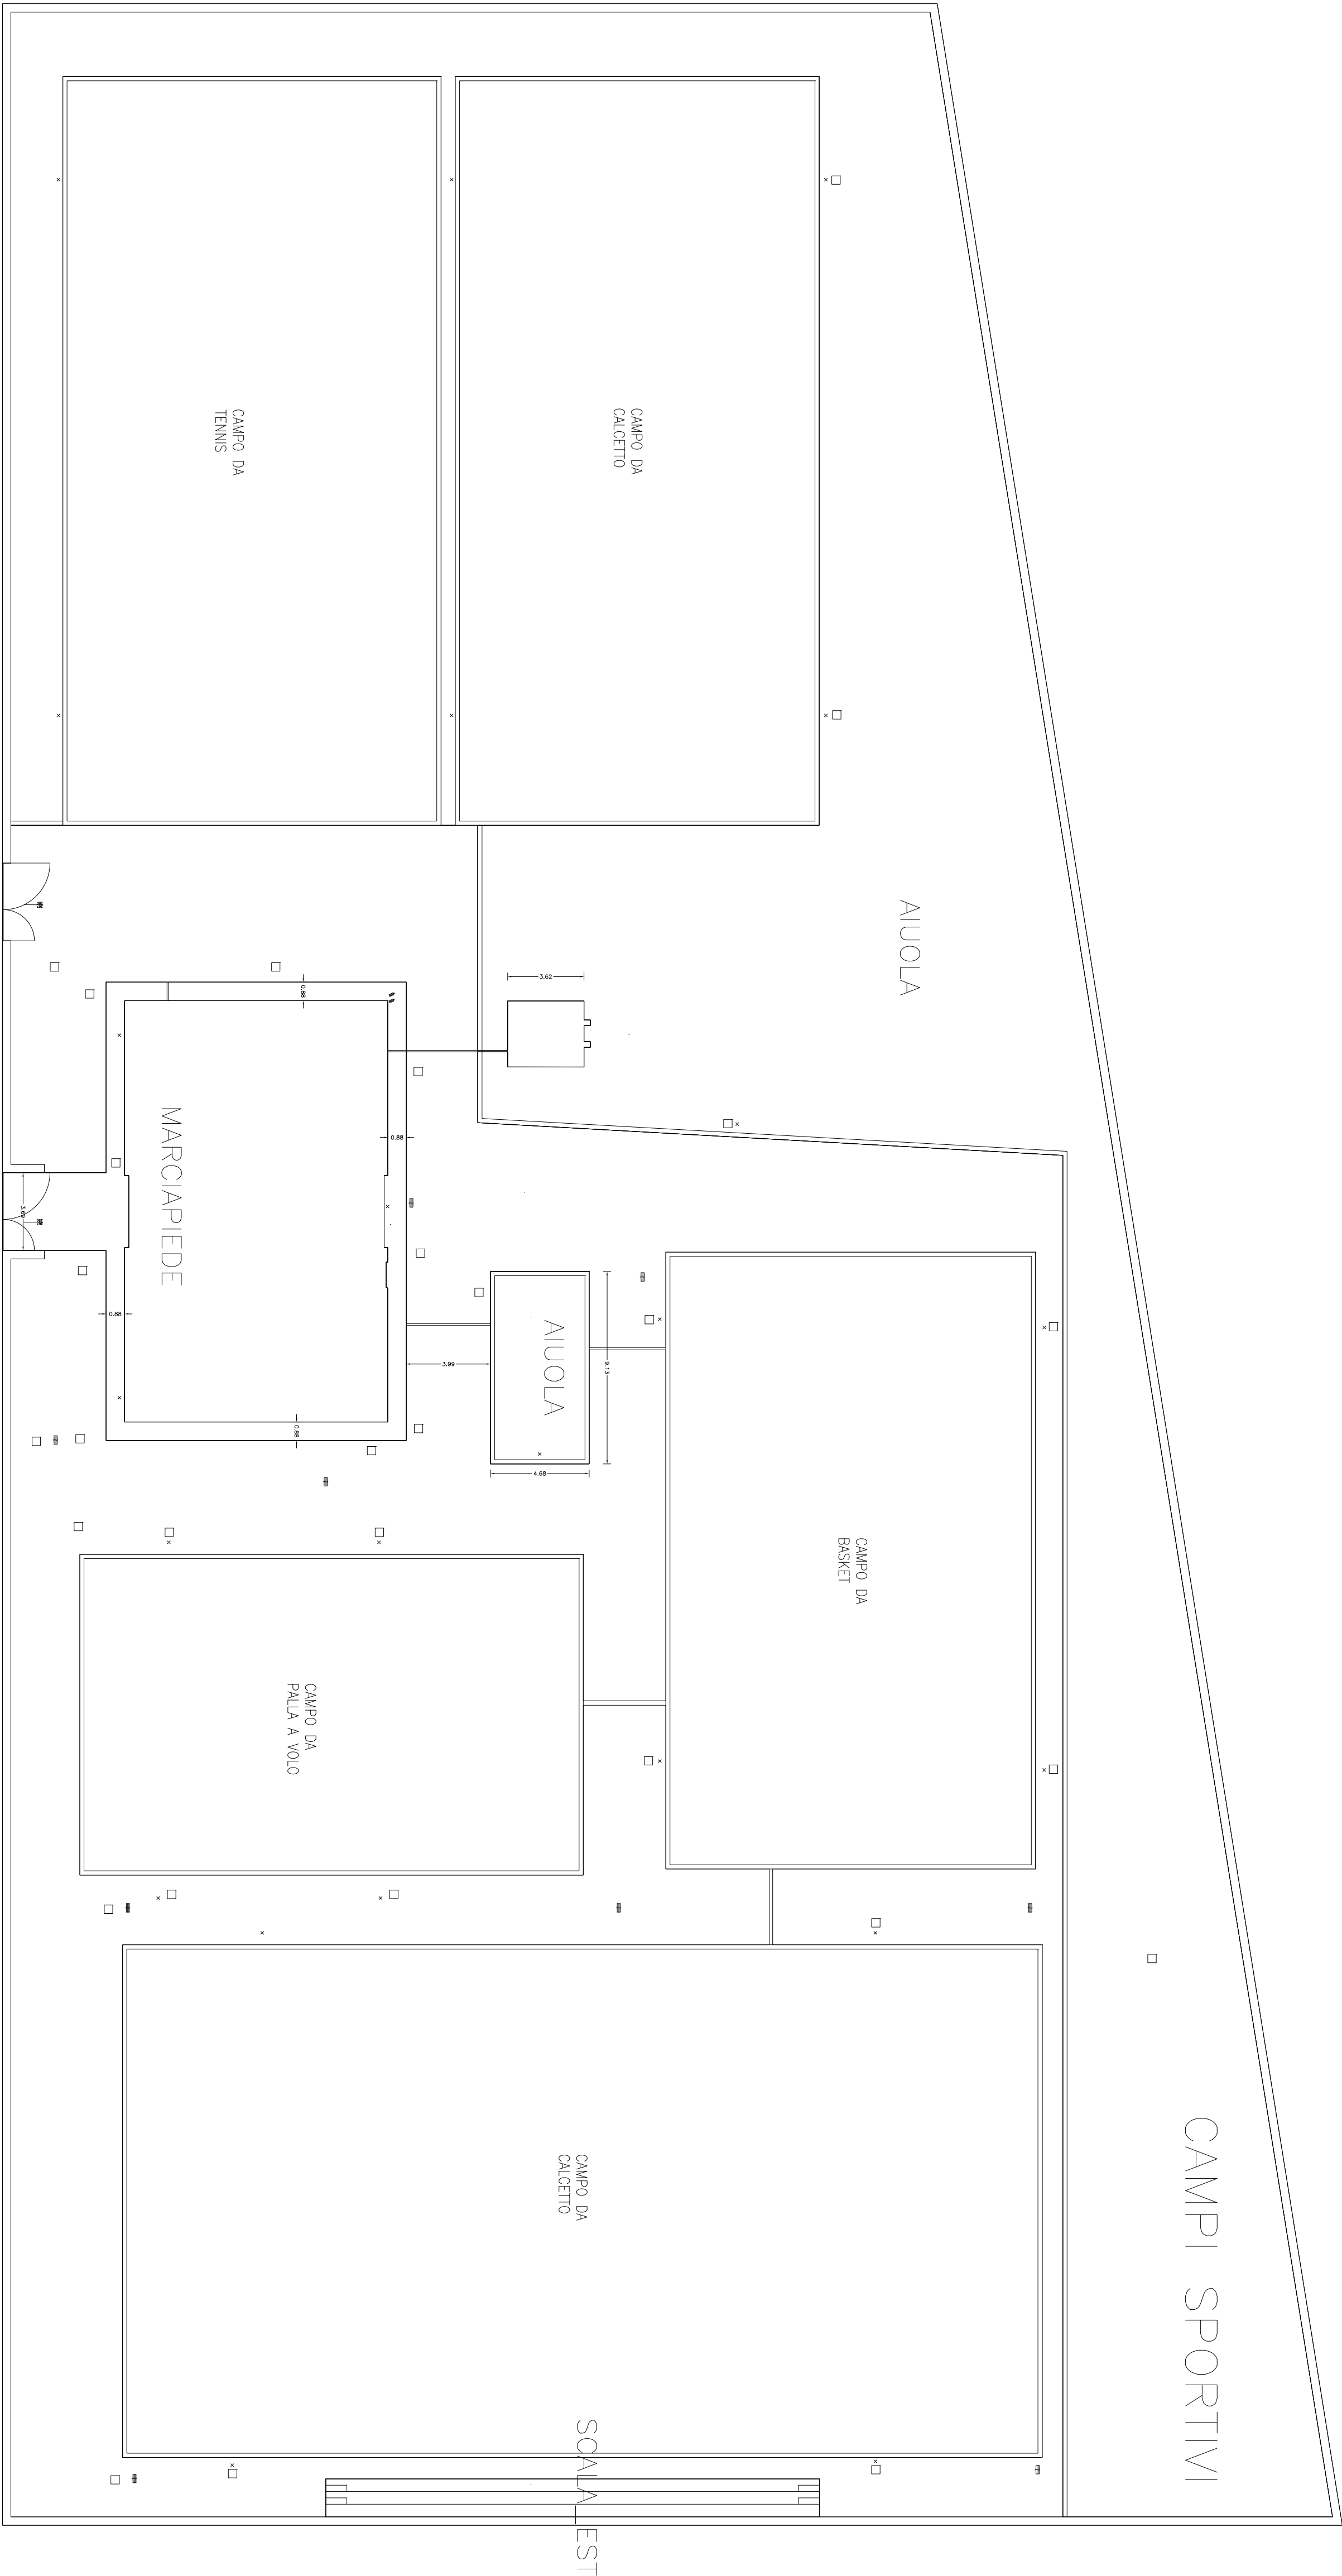 CAMPO DA
TENNIS
CAMPO DA
CALCETTO
AIUOLA
3.62
0.88
0.88
MARCIAPIEDE
3.60
0.88
0.88
3.99
AIUOLA
9.13
4.68
CAMPO DA
BASKET
CAMPO DA
PALLA A VOLO
CAMPI SPORTIVI
CAMPO DA
CALCETTO
SCALA EST